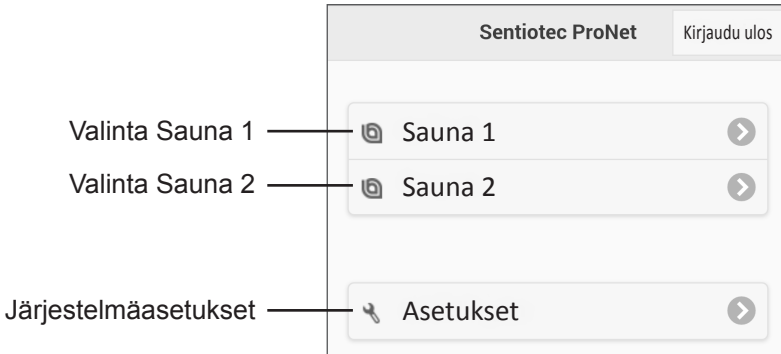 Sentiotec ProNet
Kirjaudu ulos
Valinta Sauna 1
Sauna 1
Valinta Sauna 2
Sauna 2
Järjestelmäasetukset
Asetukset